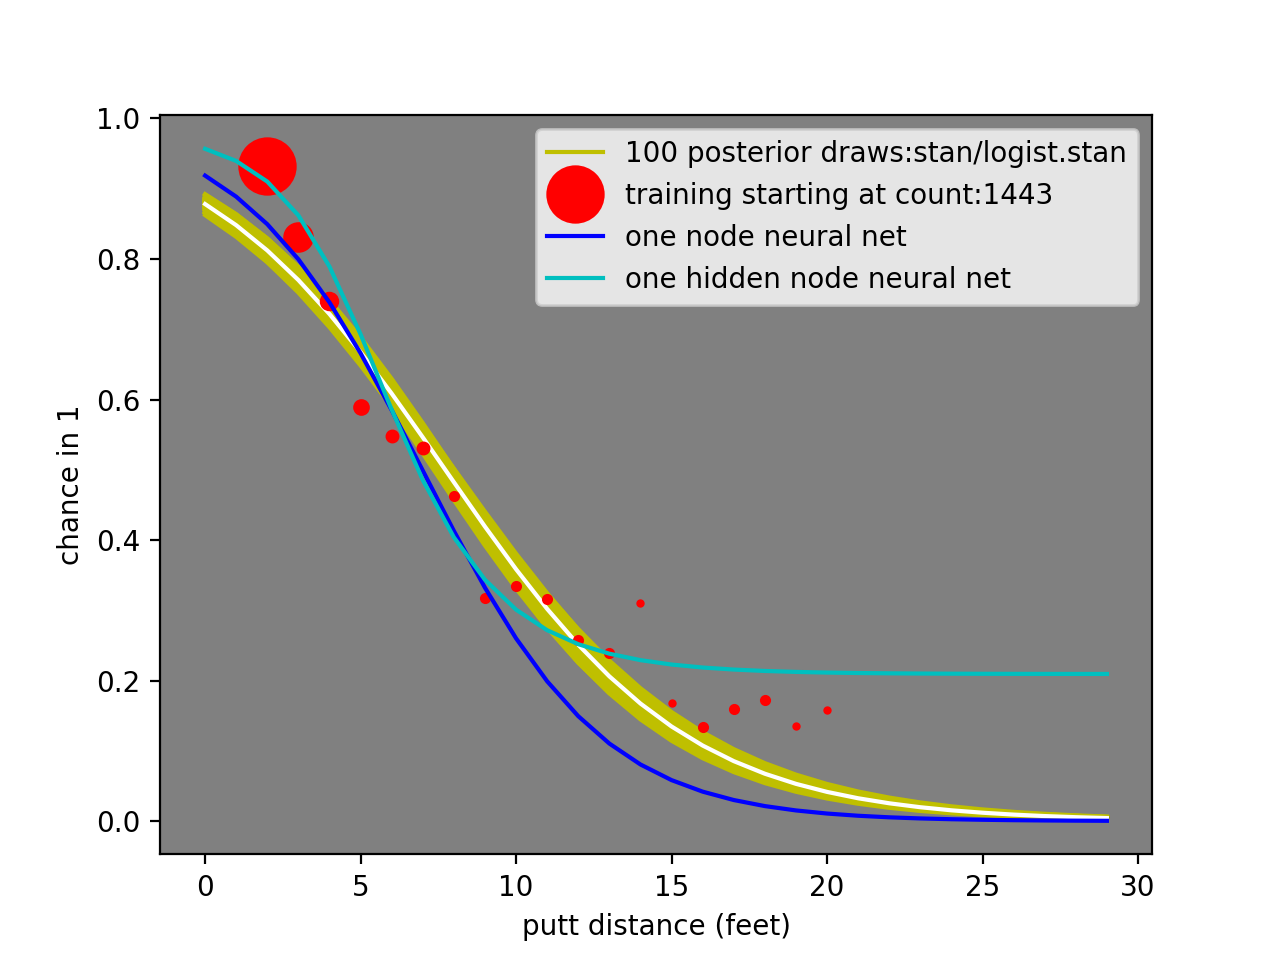 1.0
0.8
0.6
0.4
0.2
0.0
chance in 1
100 posterior draws:stan/logist.stan
training starting at count:1443
one node neural net
one hidden node neural net
0 5 10 15 20 25 30
putt distance (feet)